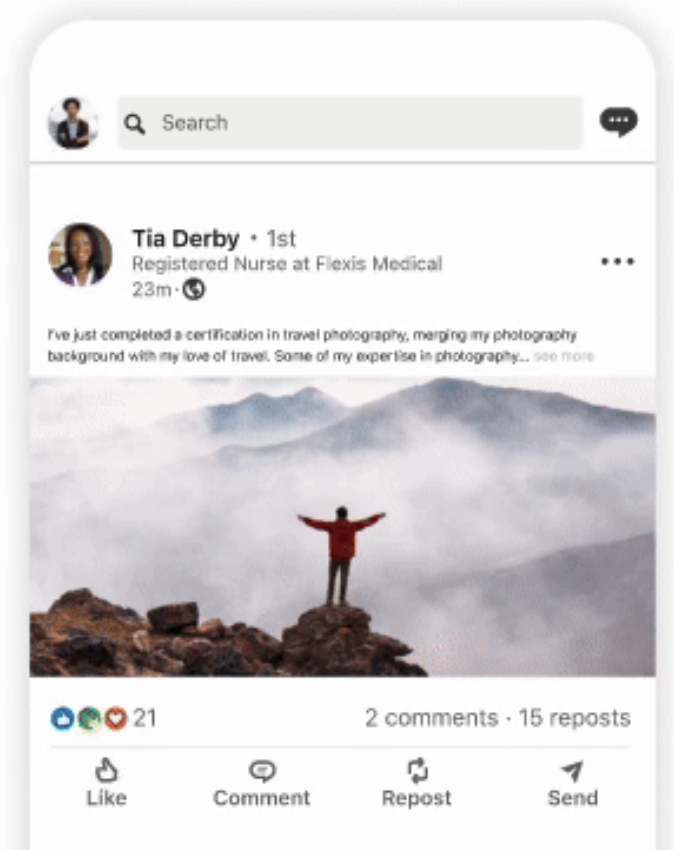 Search
Tia Derby • 1st
Registered Nurse at Flexis Medical
23m •
I've just completed a certification in travel photography, merging my photography
background with my love of travel. Some of my expertise in photography... see more
21
2 comments · 15 reposts
Like
Comment
Repost
Send